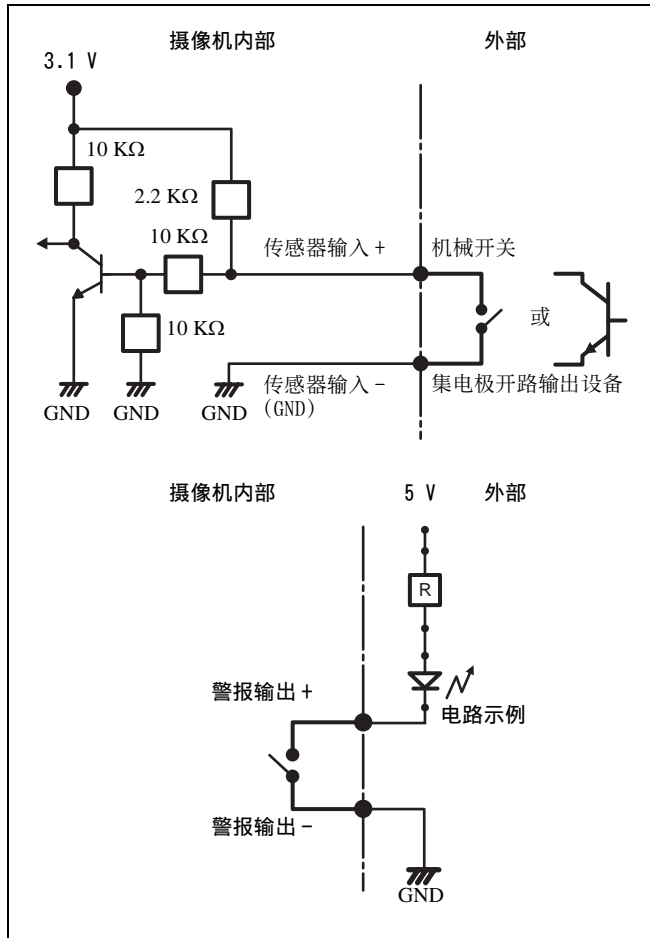 摄像机内部 外部
3.1 V
10 KΩ
2.2 KΩ
10 KΩ
传感器输入 + 机械开关
10 KΩ
或
传感器输入 - 集电极开路输出设备
GND GND GND (GND)
摄像机内部 5 V 外部
R
警报输出 + 电路示例
警报输出 -
GND